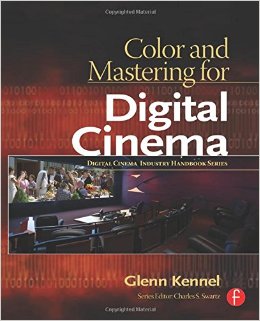 Color and
Mastering for
Digital
Cinema
DIGITAL CINEMA INDUSTRY HANDBOOK SERIES
Glenn Kennel
Series Editor: Charles S. Swartz